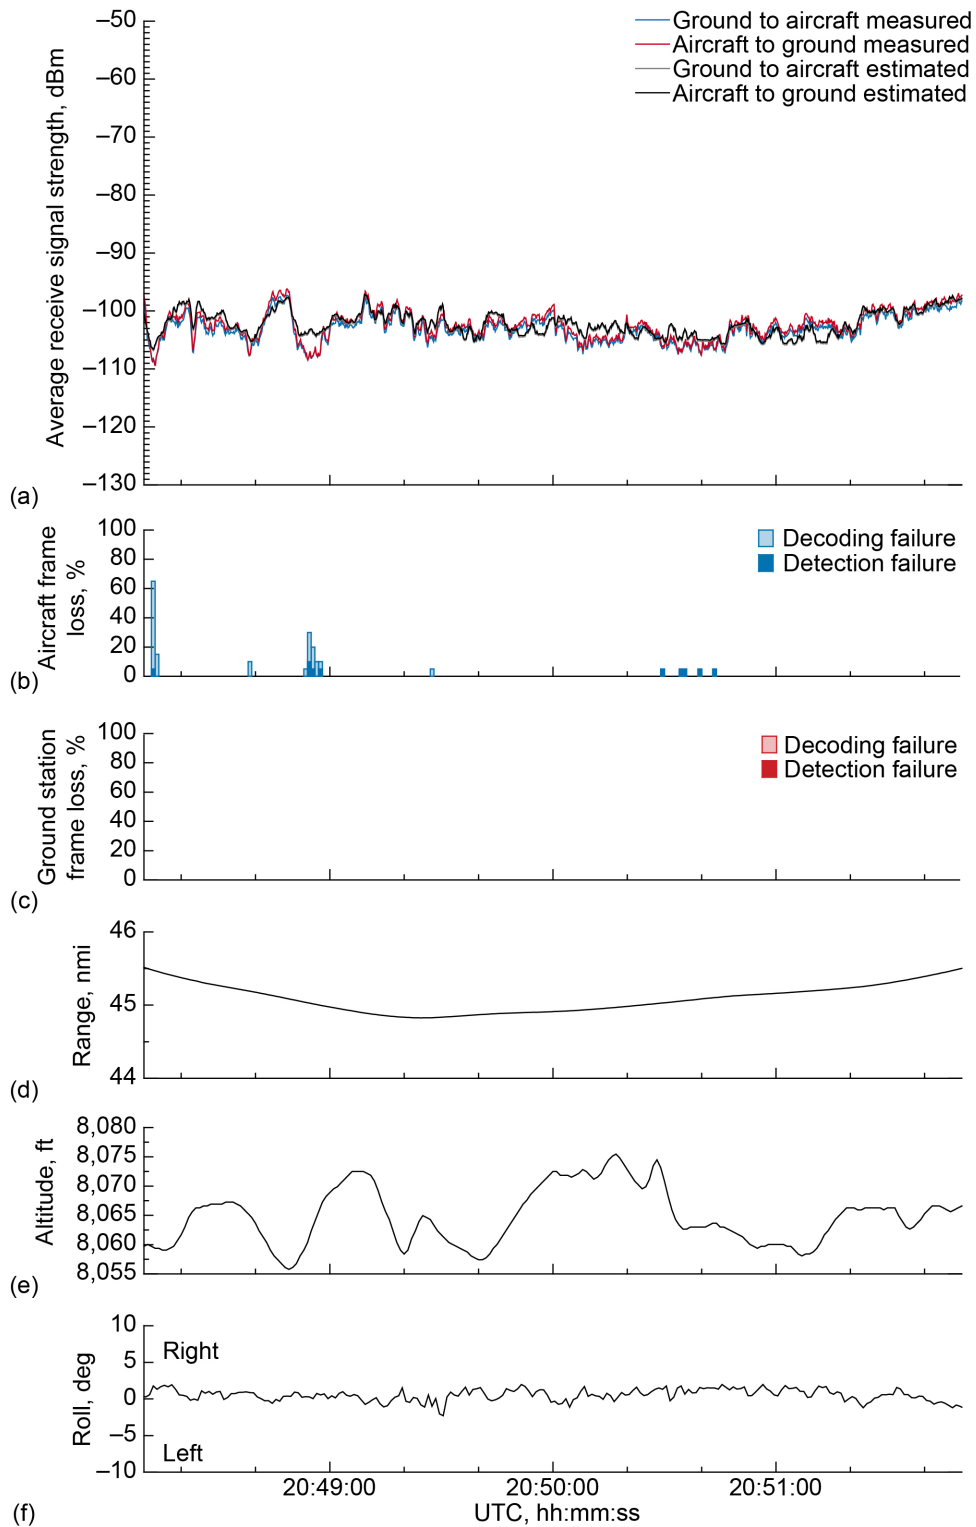 –50
–60
–70
–80
–90
–100
–110
–120
–130
Average receive signal strength, dBm
Ground to aircraft measured
Aircraft to ground measured
Ground to aircraft estimated
Aircraft to ground estimated
(a)
100
80
60
40
20
0
Aircraft frame
loss, %
Decoding failure
Detection failure
(b)
100
80
60
40
20
0
Ground station
frame loss, %
Decoding failure
Detection failure
(c)
46
45
44
Range, nmi
(d)
8,080
8,075
8,070
8,065
8,060
8,055
Altitude, ft
(e)
10
5
0
–5
–10
Roll, deg
Right
Left
20:49:00
20:50:00
20:51:00
UTC, hh:mm:ss
(f)